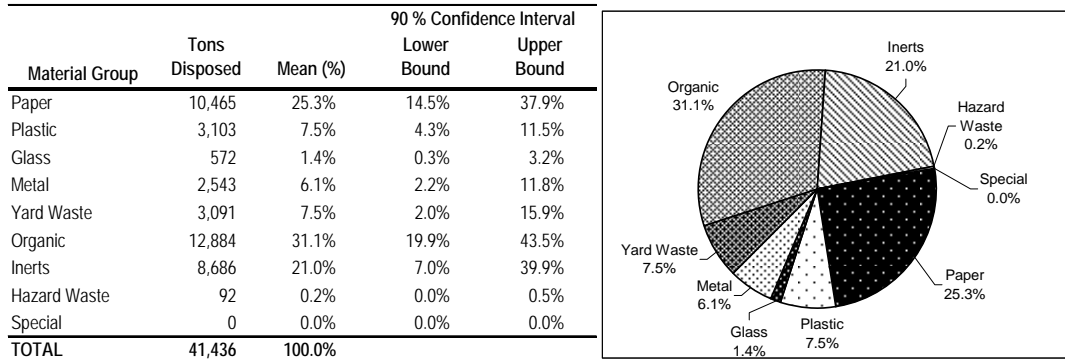 90 % Confidence Interval
Tons Lower Upper
Material Group Disposed Mean (%) Bound Bound
Paper 10,465 25.3% 14.5% 37.9%
Plastic 3,103 7.5% 4.3% 11.5%
Glass 572 1.4% 0.3% 3.2%
Metal 2,543 6.1% 2.2% 11.8%
Yard Waste 3,091 7.5% 2.0% 15.9%
Organic 12,884 31.1% 19.9% 43.5%
Inerts 8,686 21.0% 7.0% 39.9%
Hazard Waste 92 0.2% 0.0% 0.5%
Special 0 0.0% 0.0% 0.0%
TOTAL 41,436 100.0%
Inerts
21.0%
Organic
31.1%
Hazard
Waste
0.2%
Special
0.0%
Yard Waste
7.5%
Metal
6.1%
Paper
25.3%
Glass
1.4%
Plastic
7.5%